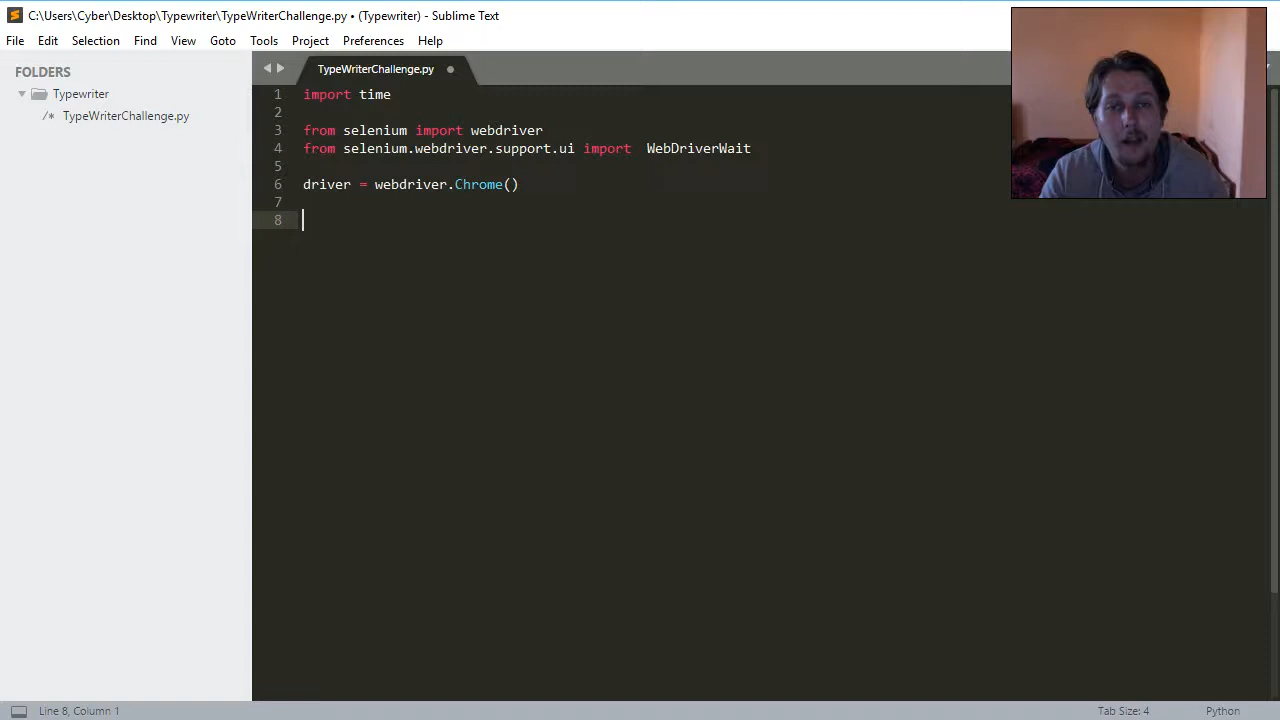 C:\Users\Cyber\Desktop\Typewriter\TypeWriterChallenge.py • (Typewriter) - Sublime Text
File Edit Selection Find View Goto Tools Project Preferences Help
FOLDERS
Typewriter
/* TypeWriterChallenge.py
TypeWriterChallenge.py
1 import time
2
3 from selenium import webdriver
4 from selenium.webdriver.support.ui import  WebDriverWait
5
6 driver = webdriver.Chrome()
7
8
Line 8, Column 1
Tab Size: 4
Python